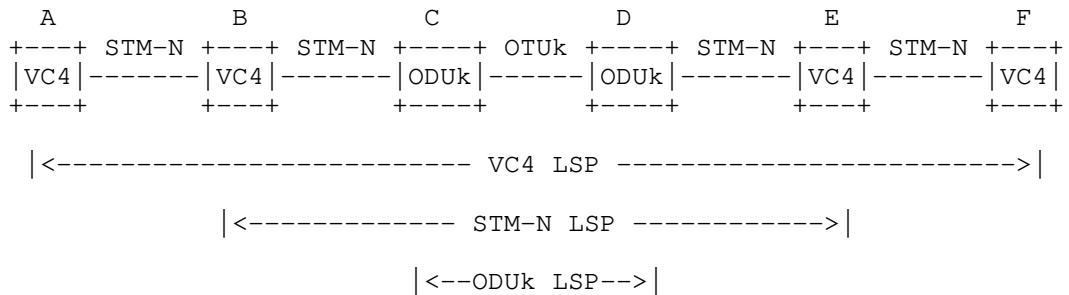 A B C D E F
+---+ STM-N +---+ STM-N +----+ OTUk +----+ STM-N +---+ STM-N +---+
|VC4|-------|VC4|-------|ODUk|------|ODUk|-------|VC4|-------|VC4|
+---+ +---+ +----+ +----+ +---+ +---+
|<--------------------------- VC4 LSP -------------------------->|
|<------------- STM-N LSP ------------>|
|<--ODUk LSP-->|